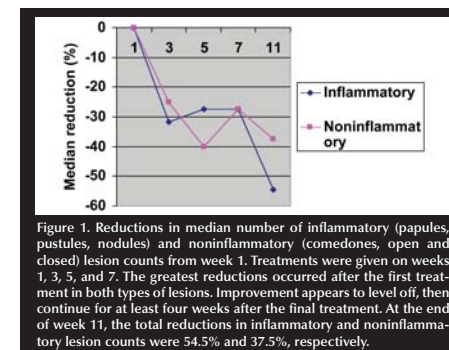 0
1 3 5 7 11
-10
-20
-30
-40
-50
-60
Median reduction (%)
Inflammatory
Noninflammat
ory
Figure 1. Reductions in median number of inflammatory (papules,
pustules, nodules) and noninflammatory (comedones, open and
closed) lesion counts from week 1. Treatments were given on weeks
1, 3, 5, and 7. The greatest reductions occurred after the first treat-
ment in both types of lesions. Improvement appears to level off, then
continue for at least four weeks after the final treatment. At the end
of week 11, the total reductions in inflammatory and noninflamma-
tory lesion counts were 54.5% and 37.5%, respectively.